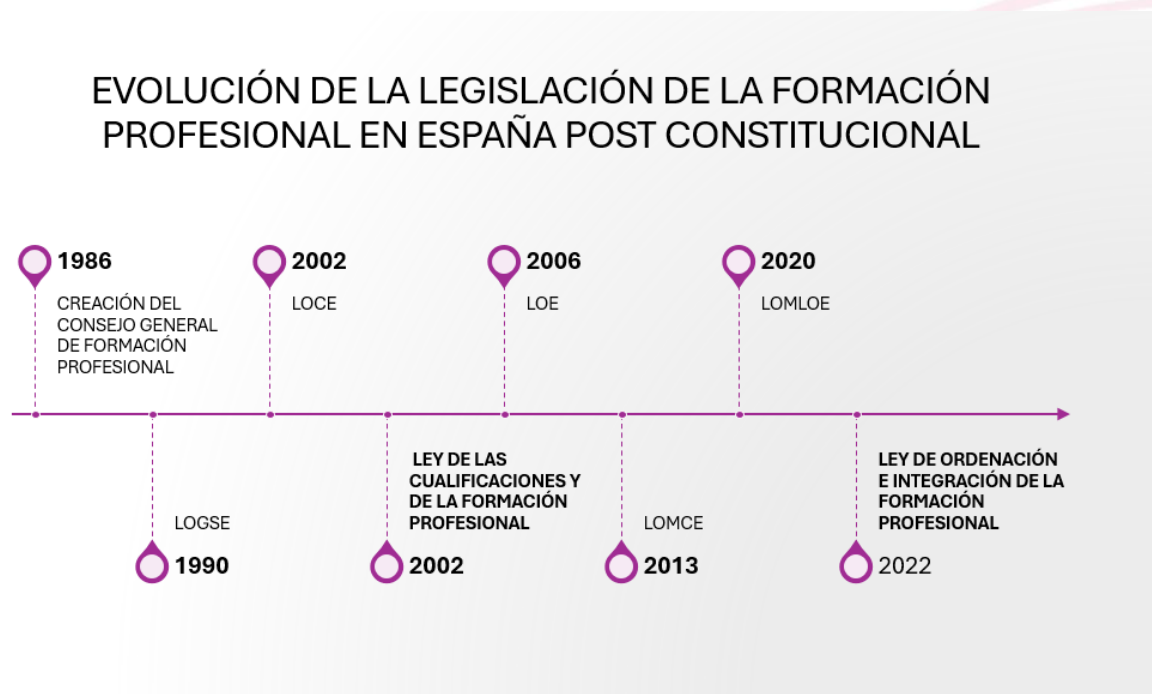 EVOLUCIÓN DE LA LEGISLACIÓN DE LA FORMACIÓN
PROFESIONAL EN ESPAÑA POST CONSTITUCIONAL
1986
CREACIÓN DEL
CONSEJO GENERAL
DE FORMACIÓN
PROFESIONAL
LOGSE
1990
2002
LOCE
LEY DE LAS
CUALIFICACIONES Y
DE LA FORMACIÓN
PROFESIONAL
2002
2006
LOE
LOMCE
2013
2020
LOMLOE
LEY DE ORDENACIÓN
E INTEGRACIÓN DE LA
FORMACIÓN
PROFESIONAL
2022